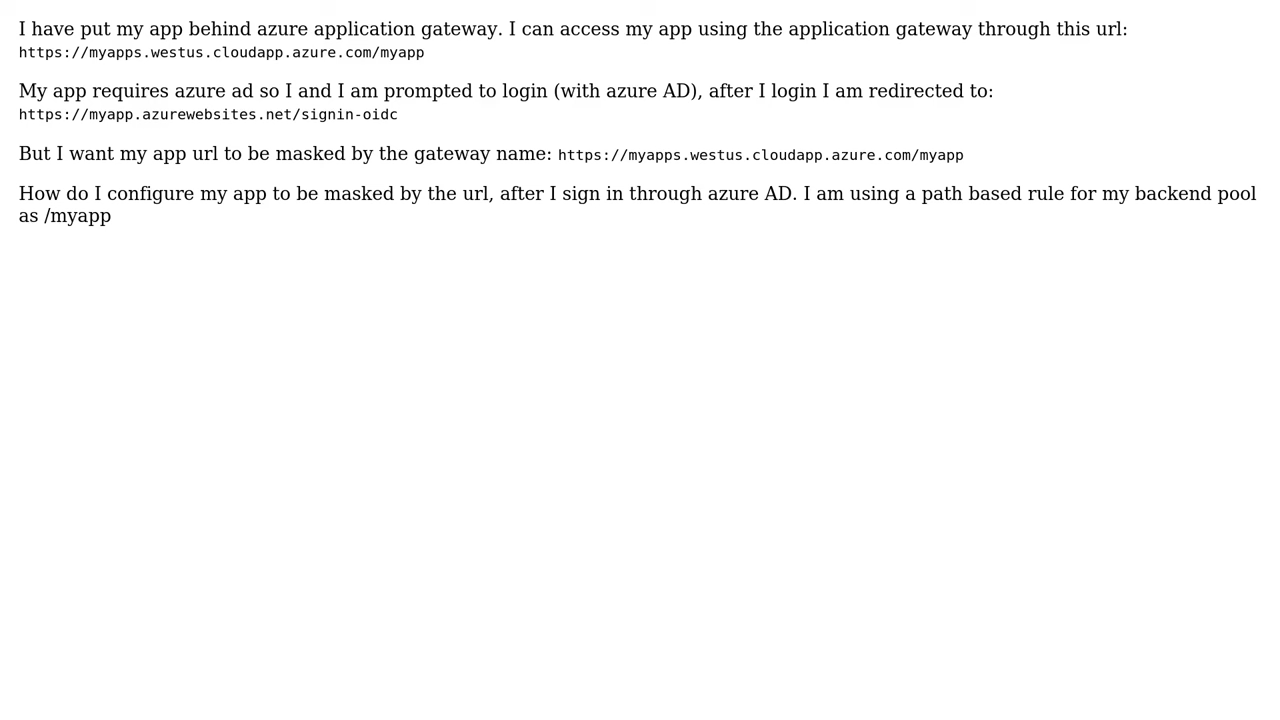 I have put my app behind azure application gateway. I can access my app using the application gateway through this url:
https://myapps.westus.cloudapp.azure.com/myapp
My app requires azure ad so I and I am prompted to login (with azure AD), after I login I am redirected to:
https://myapp.azurewebsites.net/signin-oidc
But I want my app url to be masked by the gateway name: https://myapps.westus.cloudapp.azure.com/myapp
How do I configure my app to be masked by the url, after I sign in through azure AD. I am using a path based rule for my backend pool
as /myapp